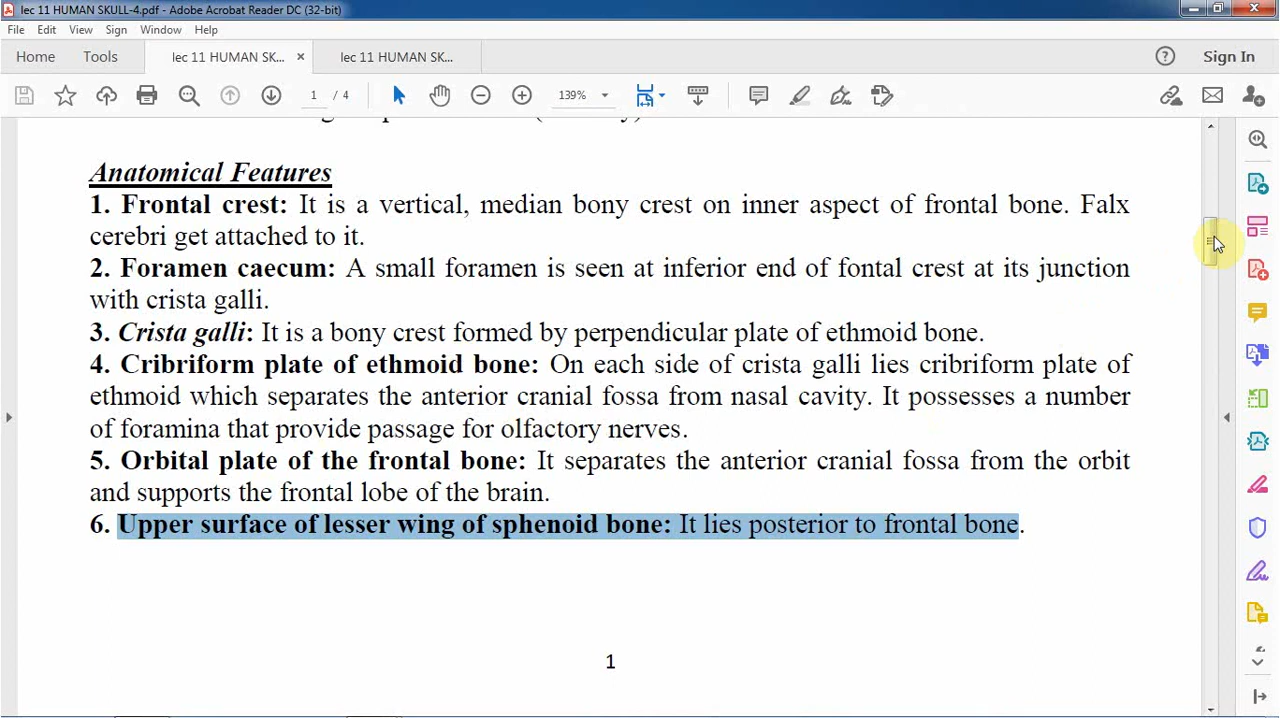 lec 11 HUMAN SKULL-4.pdf - Adobe Acrobat Reader DC (32-bit)
File Edit View Sign Window Help
Home Tools lec 11 HUMAN SK... × lec 11 HUMAN SK... Sign In
1 / 4 139%
Anatomical Features
1. Frontal crest: It is a vertical, median bony crest on inner aspect of frontal bone. Falx
cerebri get attached to it.
2. Foramen caecum: A small foramen is seen at inferior end of fontal crest at its junction
with crista galli.
3. Crista galli: It is a bony crest formed by perpendicular plate of ethmoid bone.
4. Cribriform plate of ethmoid bone: On each side of crista galli lies cribriform plate of
ethmoid which separates the anterior cranial fossa from nasal cavity. It possesses a number
of foramina that provide passage for olfactory nerves.
5. Orbital plate of the frontal bone: It separates the anterior cranial fossa from the orbit
and supports the frontal lobe of the brain.
6. Upper surface of lesser wing of sphenoid bone: It lies posterior to frontal bone.
1